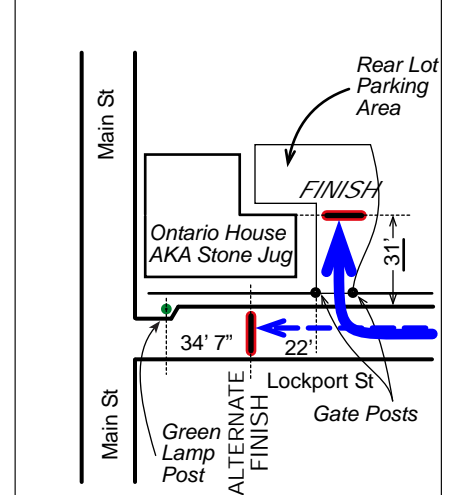 Rear Lot
Parking
Area
Main St
FINISH
Ontario House
AKA Stone Jug
31'
34' 7"
22'
Lockport St
Gate Posts
Main St
Green
Lamp
Post
ALTERNATE
FINISH